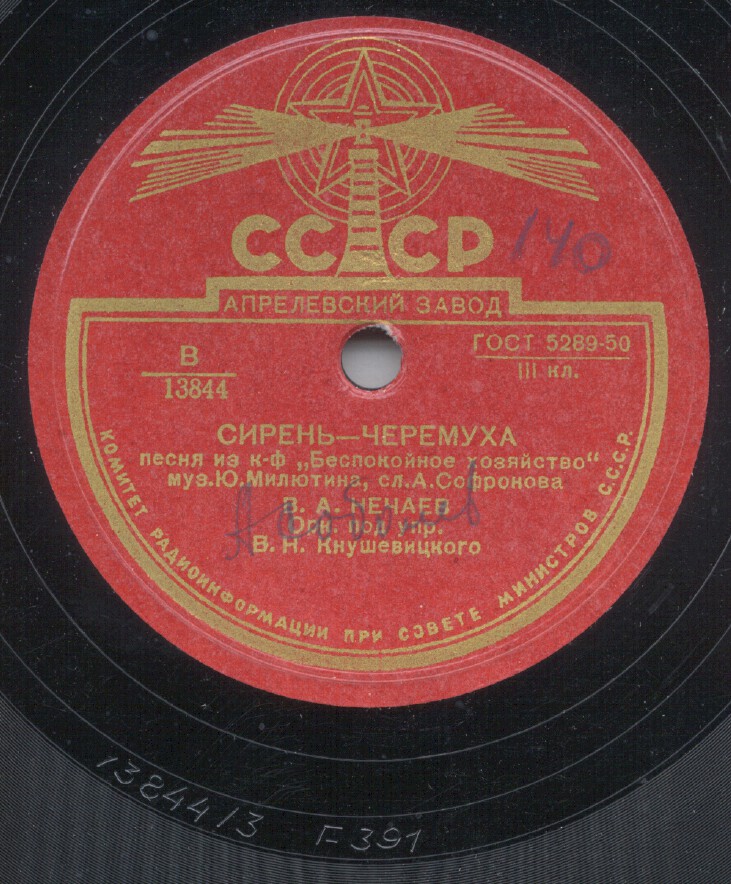 СССР
140
АПРЕЛЕВСКИЙ ЗАВОД
В
13844
ГОСТ 5289-50
III кл.
СИРЕНЬ—ЧЕРЕМУХА
песня из к-ф „Беспокойное хозяйство“
муз.Ю.Милютина, сл.А.Софронова
В. А. НЕЧАЕВ
Орк. под упр.
В. Н. Кнушевицкого
КОМИТЕТ РАДИОИНФОРМАЦИИ ПРИ СОВЕТЕ МИНИСТРОВ С.С.С.Р.
13844/3 F391